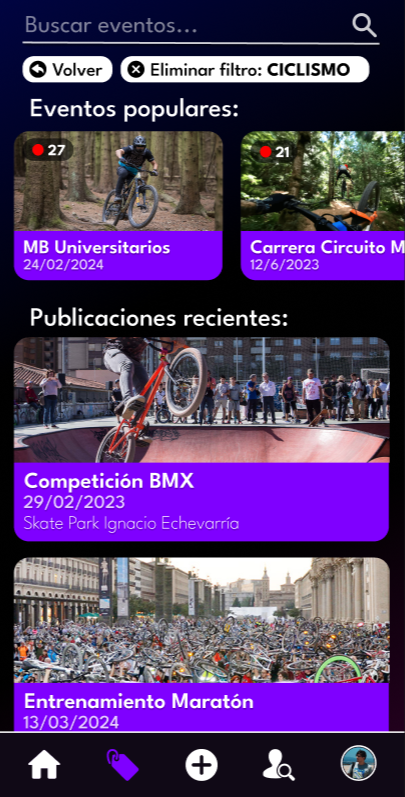 Buscar eventos...
Volver
Eliminar filtro: CICLISMO
Eventos populares:
27
21
MB Universitarios
24/02/2024
Carrera Circuito M
12/6/2023
Publicaciones recientes:
Competición BMX
29/02/2023
Skate Park Ignacio Echevarría
Entrenamiento Maratón
13/03/2024